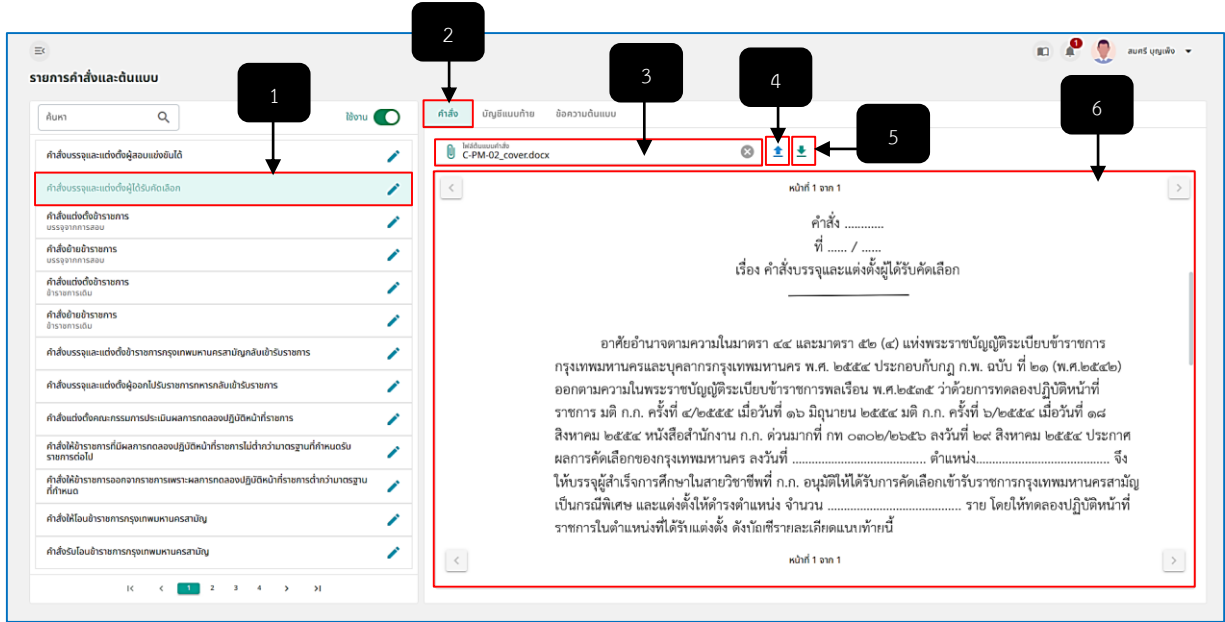 2
1
สมศรี บุญเพ็ง
รายการคำสั่งและต้นแบบ
1
3
4
5
6
ค้นหา
ใช้งาน
คำสั่ง บัญชีแนบท้าย ข้อความต้นแบบ
ไฟล์ต้นแบบคำสั่ง
C-PM-02_cover.docx
คำสั่งบรรจุและแต่งตั้งผู้สอบแข่งขันได้
คำสั่งบรรจุและแต่งตั้งผู้ได้รับคัดเลือก
คำสั่งแต่งตั้งข้าราชการ
บรรจุจากการสอบ
คำสั่งย้ายข้าราชการ
บรรจุจากการสอบ
คำสั่งแต่งตั้งข้าราชการ
ข้าราชการเดิม
คำสั่งย้ายข้าราชการ
ข้าราชการเดิม
คำสั่งบรรจุและแต่งตั้งข้าราชการกรุงเทพมหานครสามัญกลับเข้ารับราชการ
คำสั่งบรรจุและแต่งตั้งผู้ออกไปรับราชการทหารกลับเข้ารับราชการ
คำสั่งแต่งตั้งคณะกรรมการประเมินผลการทดลองปฏิบัติหน้าที่ราชการ
คำสั่งให้ข้าราชการที่มีผลการทดลองปฏิบัติหน้าที่ราชการไม่ต่ำกว่ามาตรฐานที่กำหนดรับ
ราชการต่อไป
คำสั่งให้ข้าราชการออกจากราชการเพราะผลการทดลองปฏิบัติหน้าที่ราชการต่ำกว่ามาตรฐาน
ที่กำหนด
คำสั่งให้โอนข้าราชการกรุงเทพมหานครสามัญ
คำสั่งรับโอนข้าราชการกรุงเทพมหานครสามัญ
1 2 3 4
หน้าที่ 1 จาก 1
คำสั่ง ............
ที่ ...... / ......
เรื่อง คำสั่งบรรจุและแต่งตั้งผู้ได้รับคัดเลือก
อาศัยอำนาจตามความในมาตรา ๔๔ และมาตรา ๕๒ (๔) แห่งพระราชบัญญัติระเบียบข้าราชการ
กรุงเทพมหานครและบุคลากรกรุงเทพมหานคร พ.ศ. ๒๕๕๔ ประกอบกับกฎ ก.พ. ฉบับ ที่ ๒๑ (พ.ศ.๒๕๔๒)
ออกตามความในพระราชบัญญัติระเบียบข้าราชการพลเรือน พ.ศ.๒๕๓๕ ว่าด้วยการทดลองปฏิบัติหน้าที่
ราชการ มติ ก.ก. ครั้งที่ ๔/๒๕๕๕ เมื่อวันที่ ๑๖ มิถุนายน ๒๕๕๔ มติ ก.ก. ครั้งที่ ๖/๒๕๕๔ เมื่อวันที่ ๑๘
สิงหาคม ๒๕๕๔ หนังสือสำนักงาน ก.ก. ด่วนมากที่ กท ๐๓๐๒/๒๖๕๖ ลงวันที่ ๒๙ สิงหาคม ๒๕๕๔ ประกาศ
ผลการคัดเลือกของกรุงเทพมหานคร ลงวันที่ ...................................... ตำแหน่ง...................................... จึง
ให้บรรจุผู้สำเร็จการศึกษาในสายวิชาชีพที่ ก.ก. อนุมัติให้ได้รับการคัดเลือกเข้ารับราชการกรุงเทพมหานครสามัญ
เป็นกรณีพิเศษ และแต่งตั้งให้ดำรงตำแหน่ง จำนวน ...................................... ราย โดยให้ทดลองปฏิบัติหน้าที่
ราชการในตำแหน่งที่ได้รับแต่งตั้ง ดังบัญชีรายละเอียดแนบท้ายนี้
หน้าที่ 1 จาก 1